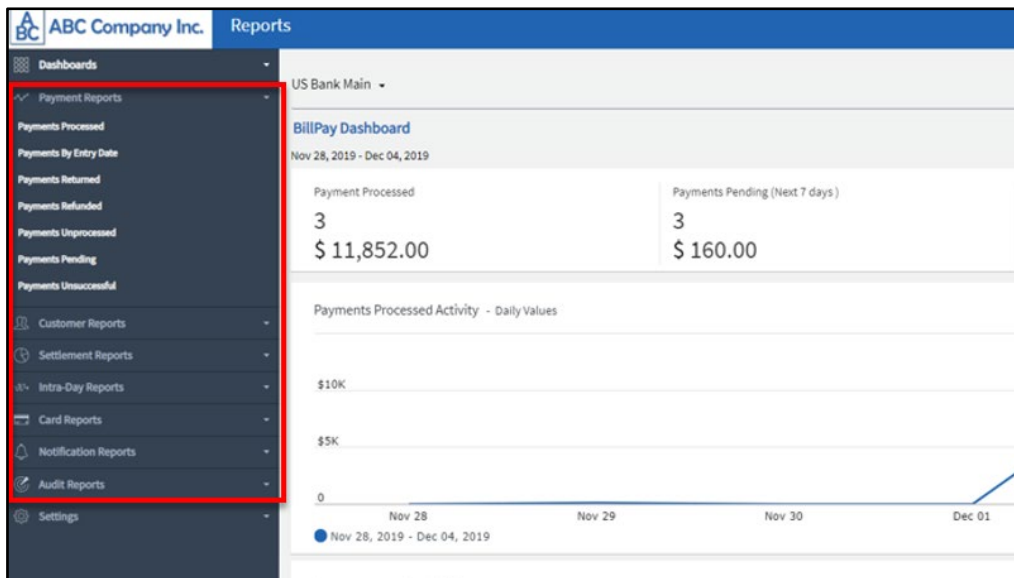 ABC ABC Company Inc. Reports
Dashboards
Payment Reports
Payments Processed
Payments By Entry Date
Payments Returned
Payments Refunded
Payments Unprocessed
Payments Pending
Payments Unsuccessful
Customer Reports
Settlement Reports
Intra-Day Reports
Card Reports
Notification Reports
Audit Reports
Settings
US Bank Main
BillPay Dashboard
Nov 28, 2019 - Dec 04, 2019
Payment Processed
3
$ 11,852.00
Payments Pending (Next 7 days )
3
$ 160.00
Payments Processed Activity - Daily Values
$10K
$5K
0
Nov 28 Nov 29 Nov 30 Dec 01
Nov 28, 2019 - Dec 04, 2019